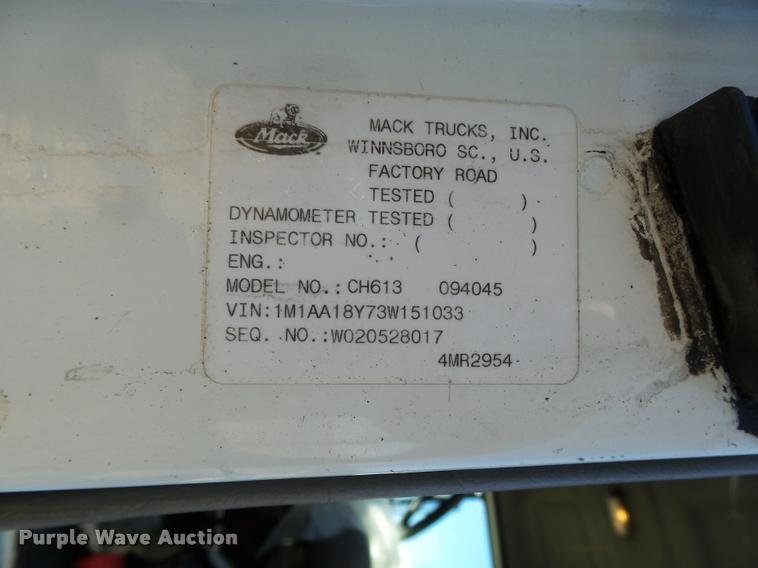 Mack
MACK TRUCKS, INC.
WINNSBORO SC., U.S.
FACTORY ROAD
TESTED ( )
DYNAMOMETER TESTED ( )
INSPECTOR NO.: ( )
ENG.:
MODEL NO.:CH613 094045
VIN:1M1AA18Y73W151033
SEQ. NO.:W020528017
4MR2954
Purple Wave Auction